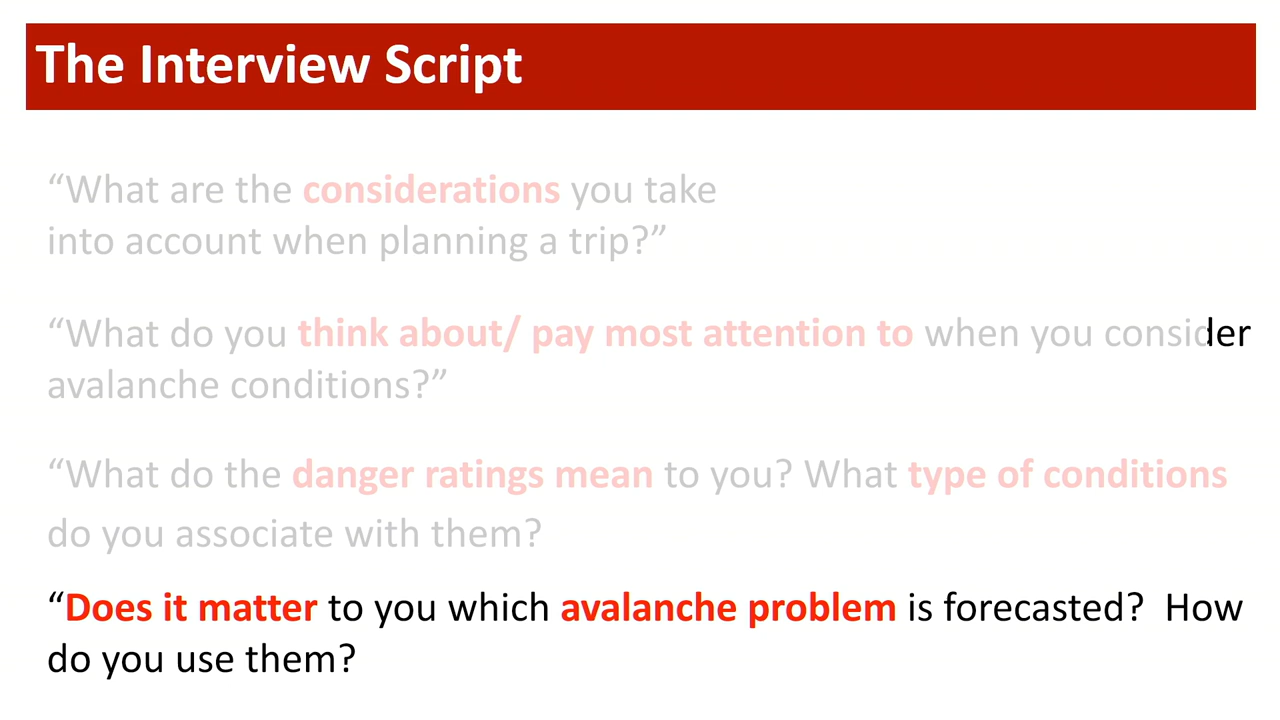 The Interview Script
“What are the considerations you take
into account when planning a trip?”
“What do you think about/ pay most attention to when you consider
avalanche conditions?”
“What do the danger ratings mean to you? What type of conditions
do you associate with them?
“Does it matter to you which avalanche problem is forecasted?  How
do you use them?